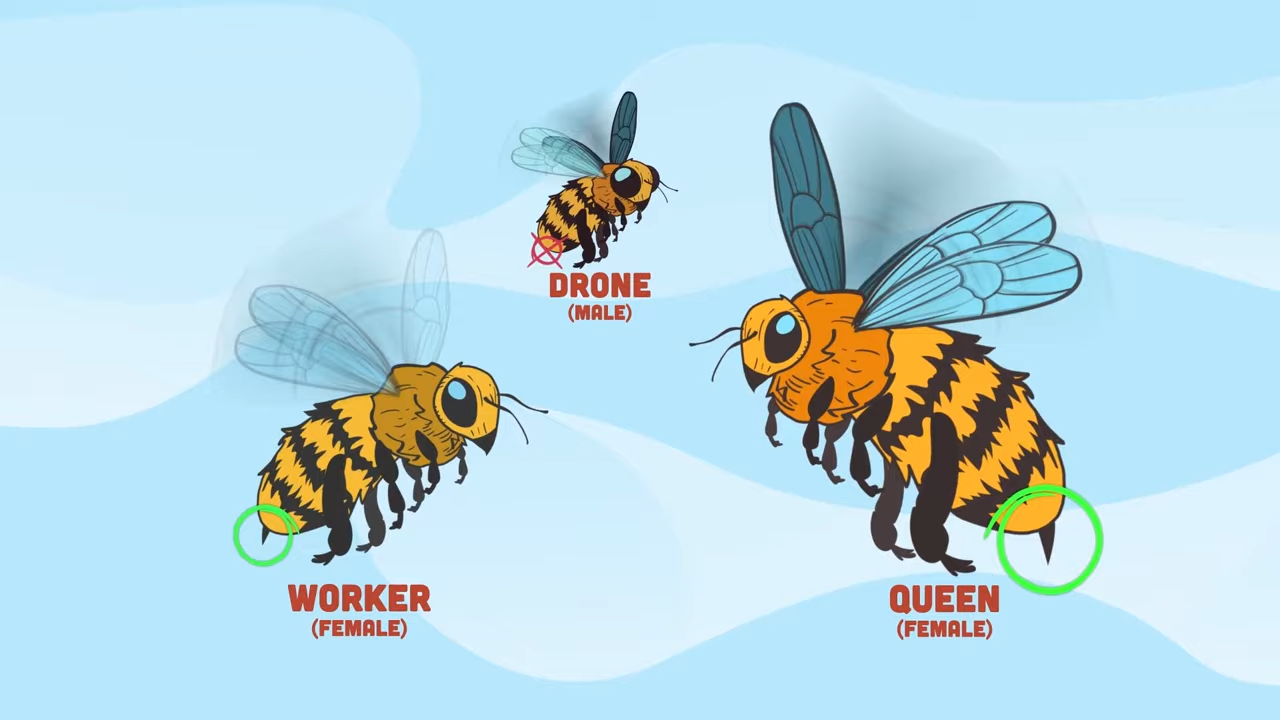 DRONE
(MALE)
WORKER
(FEMALE)
QUEEN
(FEMALE)